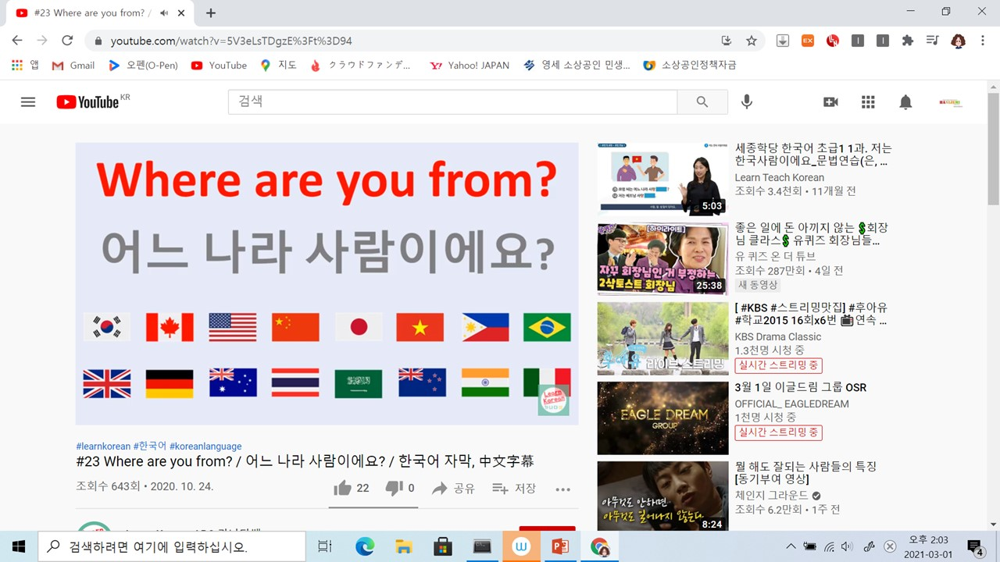 #23 Where are you from? /
youtube.com/watch?v=5V3eLsTDgzE%3Ft%3D94
앱
Gmail
오펜(O-Pen)
YouTube
지도
クラウドファンデ...
Yahoo! JAPAN
영세 소상공인 민생...
소상공인정책자금
YouTube KR
검색
Where are you from?
어느 나라 사람이에요?
Learn
Korean
#learnkorean #한국어 #koreanlanguage
#23 Where are you from? / 어느 나라 사람이에요? / 한국어 자막, 中文字幕
조회수 643회 • 2020. 10. 24.
22
0
공유
저장
5:03
세종학당 한국어 초급1 1과. 저는
한국사람이에요_문법연습(은, ...
Learn Teach Korean
조회수 3.4천회 • 11개월 전
[하이라이트]
자꾸 회장님인 거 부정하는
2삭토스트 회장님
25:38
좋은 일에 돈 아끼지 않는 💲회장
님 클라스💲 유퀴즈 회장님들...
유 퀴즈 온 더 튜브
조회수 287만회 • 4일 전
새 동영상
후아유
라이브 스트리밍
[ #KBS #스트리밍맛집] #후아유
#학교2015 16회x6번 📺연속 ...
KBS Drama Classic
1.3천명 시청 중
실시간 스트리밍 중
EAGLE DREAM
GROUP
3월 1일 이글드림 그룹 OSR
OFFICIAL_ EAGLEDREAM
1천명 시청 중
실시간 스트리밍 중
아무것도 안하면
아무것도 일어나지 않는다
8:24
뭘 해도 잘되는 사람들의 특징
[동기부여 영상]
체인지 그라운드
조회수 6.2만회 • 1주 전
검색하려면 여기에 입력하십시오.
오후 2:03
2021-03-01
4